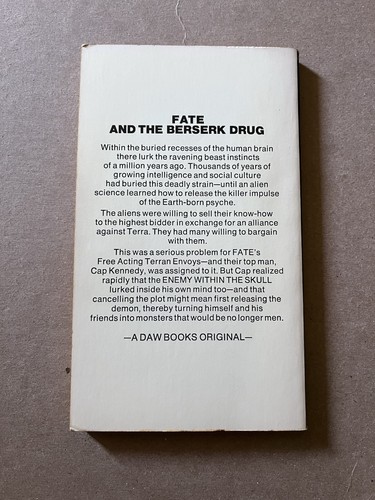 FATE
AND THE BERSERK DRUG
Within the buried recesses of the human brain
there lurk the ravening beast instincts
of a million years ago. Thousands of years of
growing intelligence and social culture
had buried this deadly strain—until an alien
science learned how to release the killer impulse
of the Earth-born psyche.
The aliens were willing to sell their know-how
to the highest bidder in exchange for an alliance
against Terra. They had many willing to bargain
with them.
This was a serious problem for FATE's
Free Acting Terran Envoys—and their top man,
Cap Kennedy, was assigned to it. But Cap realized
rapidly that the ENEMY WITHIN THE SKULL
lurked inside his own mind too—and that
cancelling the plot might mean first releasing the
demon, thereby turning himself and his
friends into monsters that would be no longer men.
—A DAW BOOKS ORIGINAL—